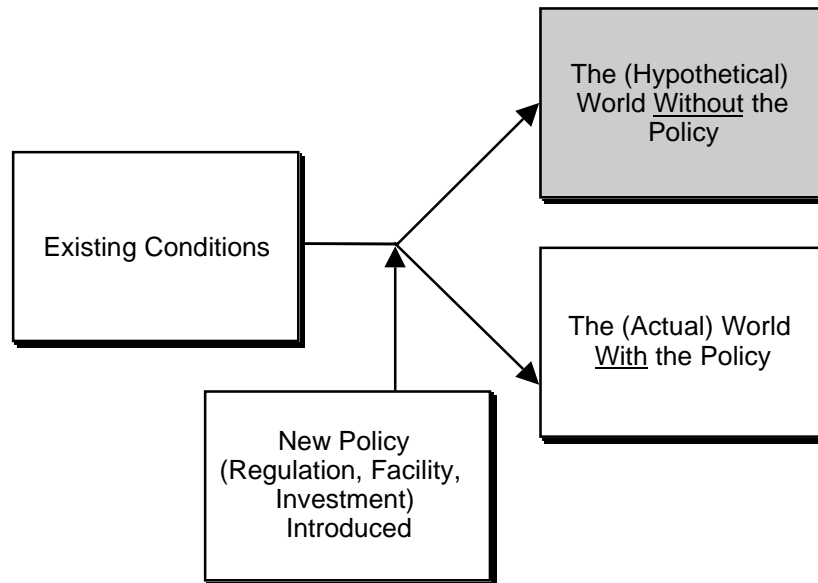 The (Hypothetical)
World Without the
Policy
Existing Conditions
The (Actual) World
With the Policy
New Policy
(Regulation, Facility,
Investment)
Introduced